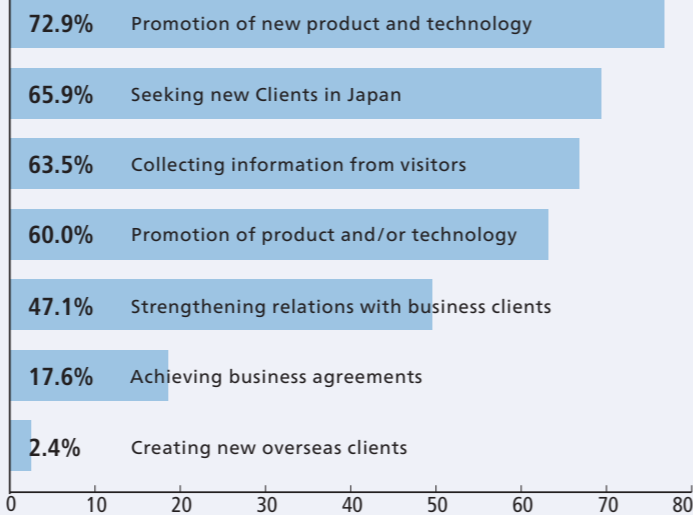 72.9% Promotion of new product and technology
65.9% Seeking new Clients in Japan
63.5% Collecting information from visitors
60.0% Promotion of product and/or technology
47.1% Strengthening relations with business clients
17.6% Achieving business agreements
2.4% Creating new overseas clients
0 10 20 30 40 50 60 70 80